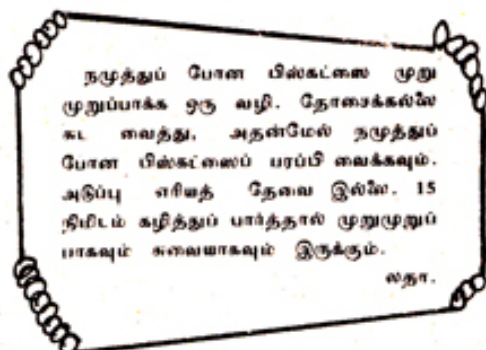 நமுத்துப் போன பிஸ்கட்ஸை முறு
முறுப்பாக்க ஒரு வழி. தோசைக்கல்லை
சுட வைத்து, அதன்மேல் நமுத்துப்
போன பிஸ்கட்ஸைப் பரப்பி வைக்கவும்.
அடுப்பு எரியத் தேவை இல்லை. 15
நிமிடம் கழித்துப் பார்த்தால் முறுமுறுப்
பாகவும் சுவையாகவும் இருக்கும்.
லதா.